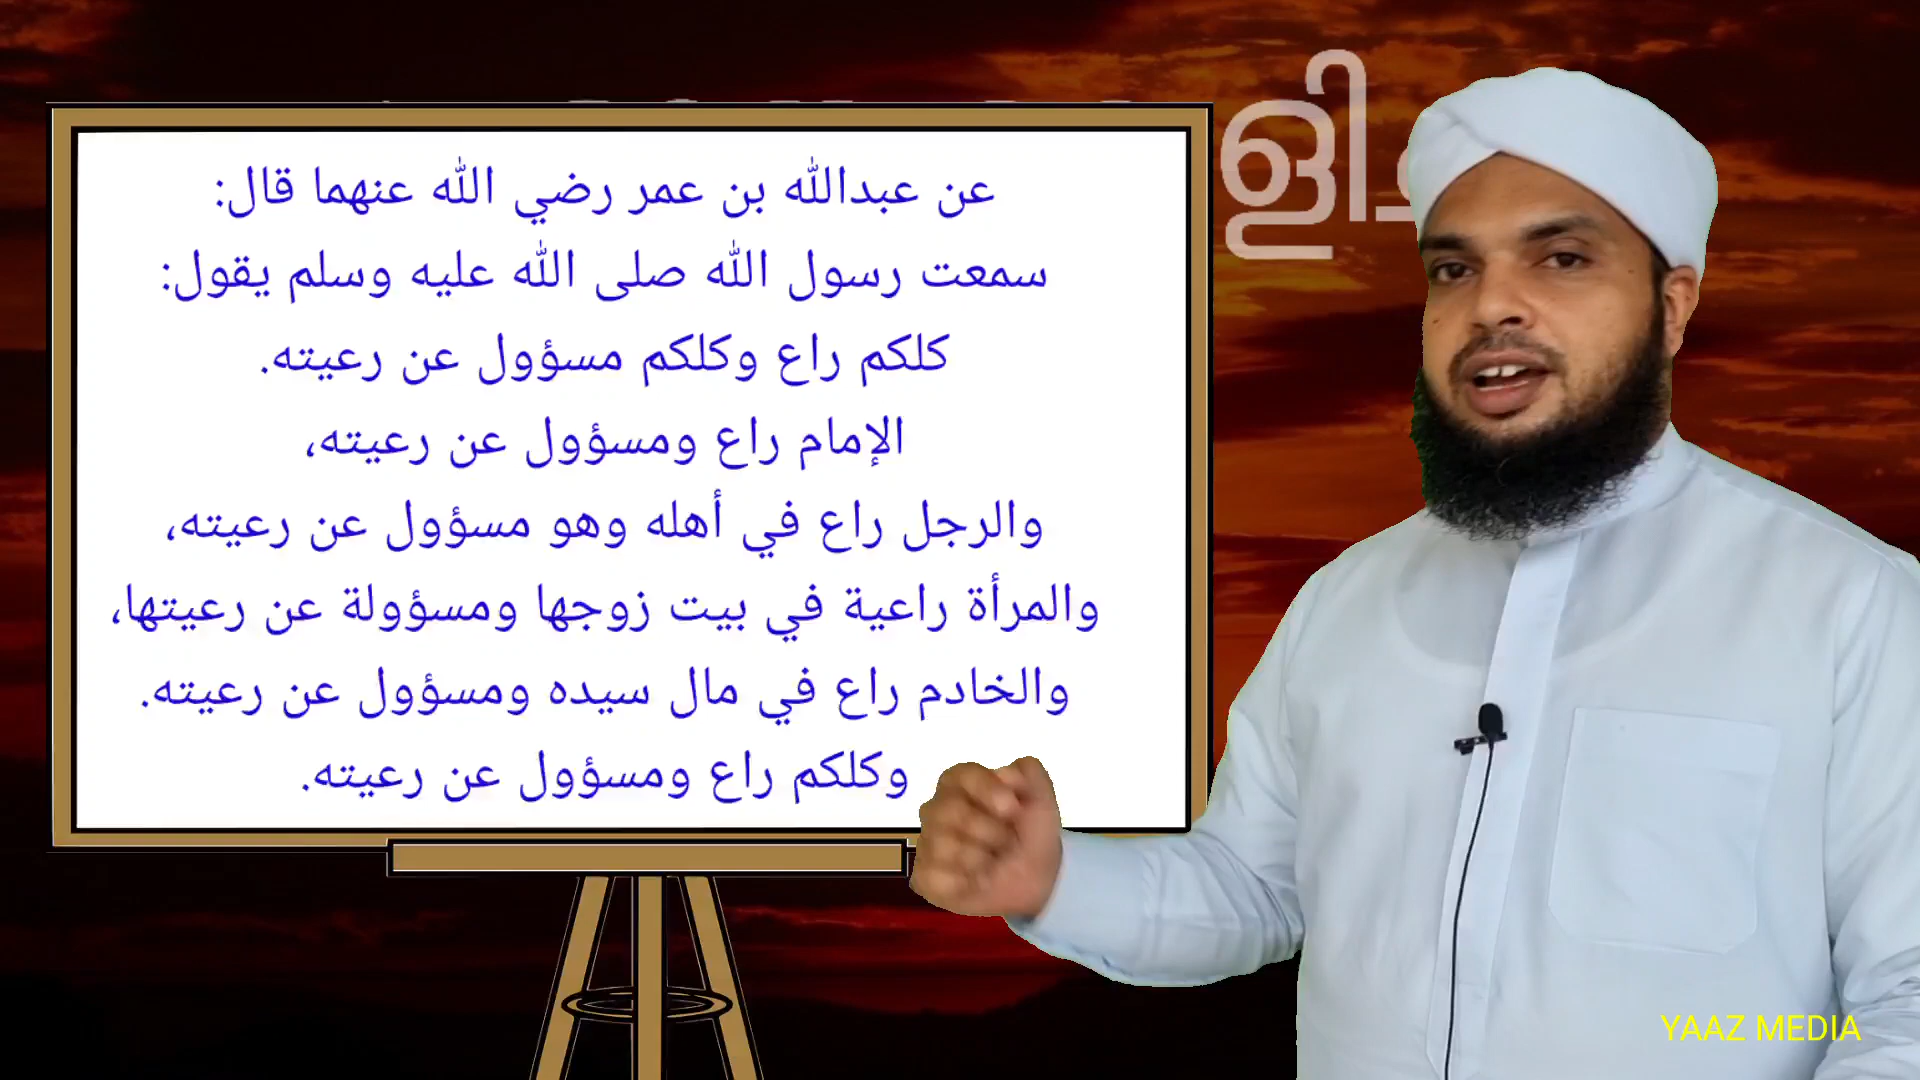 عن عبدالله بن عمر رضي الله عنهما قال:
سمعت رسول الله صلى الله عليه وسلم يقول:
كلكم راع وكلكم مسؤول عن رعيته.
الإمام راع ومسؤول عن رعيته،
والرجل راع في أهله وهو مسؤول عن رعيته،
والمرأة راعية في بيت زوجها ومسؤولة عن رعيتها،
والخادم راع في مال سيده ومسؤول عن رعيته.
وكلكم راع ومسؤول عن رعيته.
YAAZ MEDIA